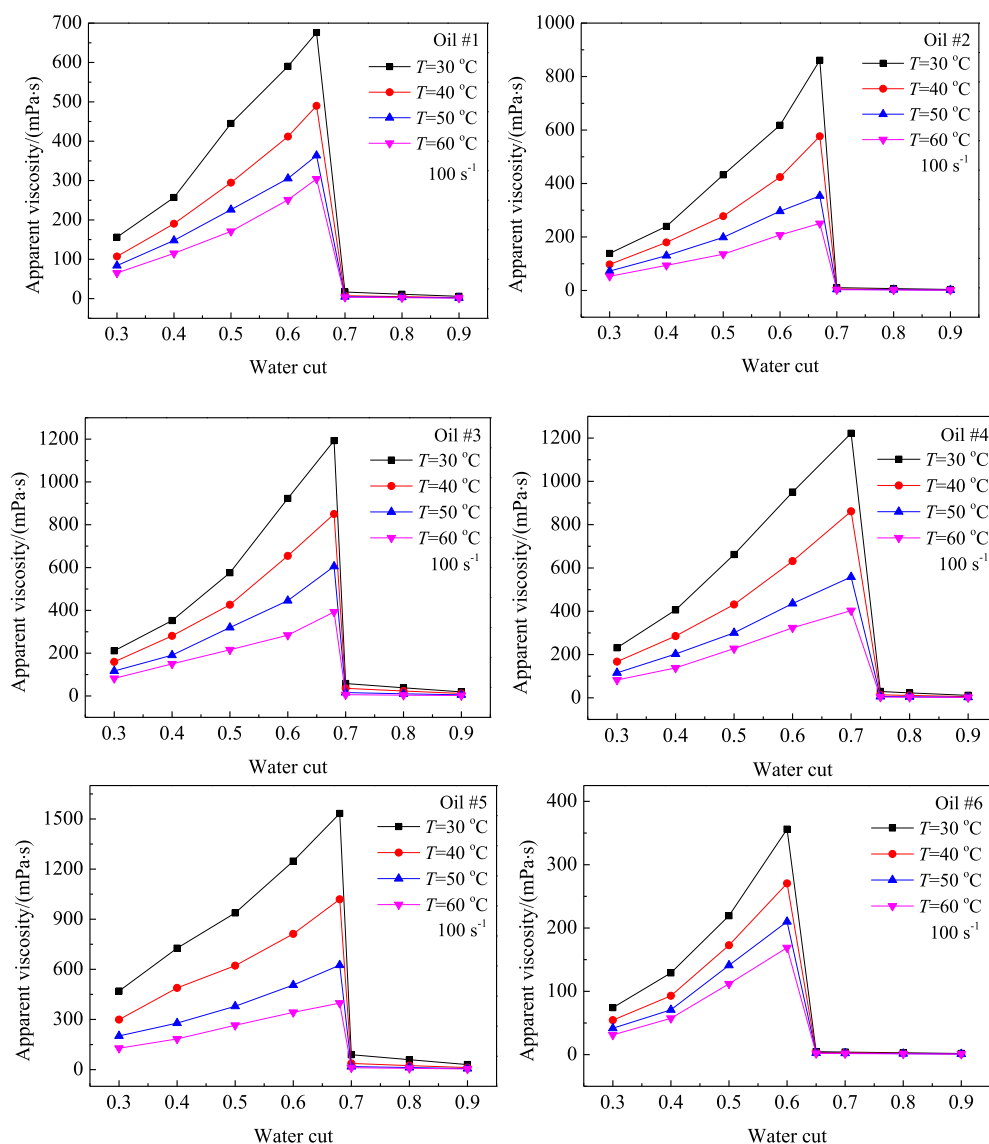 700
600
500
400
300
200
100
0
Apparent viscosity/(mPa·s)
Oil #1
T=30 °C
T=40 °C
T=50 °C
T=60 °C
100 s⁻¹
0.3 0.4 0.5 0.6 0.7 0.8 0.9
Water cut
1000
800
600
400
200
0
Apparent viscosity/(mPa·s)
Oil #2
T=30 °C
T=40 °C
T=50 °C
T=60 °C
100 s⁻¹
0.3 0.4 0.5 0.6 0.7 0.8 0.9
Water cut
1200
1000
800
600
400
200
0
Apparent viscosity/(mPa·s)
Oil #3
T=30 °C
T=40 °C
T=50 °C
T=60 °C
100 s⁻¹
0.3 0.4 0.5 0.6 0.7 0.8 0.9
Water cut
1200
1000
800
600
400
200
0
Apparent viscosity/(mPa·s)
Oil #4
T=30 °C
T=40 °C
T=50 °C
T=60 °C
100 s⁻¹
0.3 0.4 0.5 0.6 0.7 0.8 0.9
Water cut
1500
1200
900
600
300
0
Apparent viscosity/(mPa·s)
Oil #5
T=30 °C
T=40 °C
T=50 °C
T=60 °C
100 s⁻¹
0.3 0.4 0.5 0.6 0.7 0.8 0.9
Water cut
400
300
200
100
0
Apparent viscosity/(mPa·s)
Oil #6
T=30 °C
T=40 °C
T=50 °C
T=60 °C
100 s⁻¹
0.3 0.4 0.5 0.6 0.7 0.8 0.9
Water cut